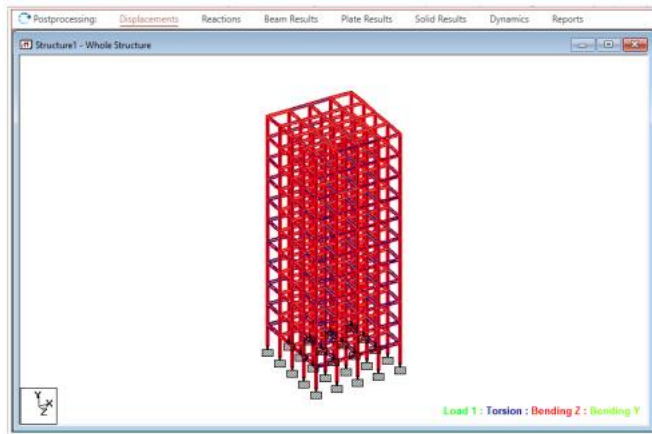 Postprocessing: Displacements Reactions Beam Results Plate Results Solid Results Dynamics Reports
Structure1 - Whole Structure
Y
X
Z
Load 1 : Torsion : Bending Z : Bending Y